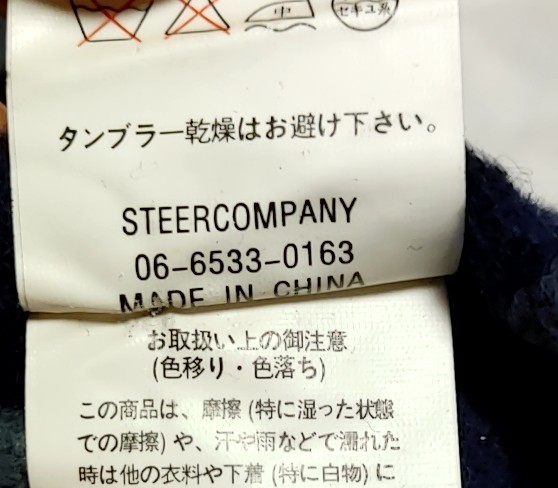 中
セキユ系
タンブラー乾燥はお避け下さい。
STEERCOMPANY
06-6533-0163
MADE IN CHINA
お取扱い上の御注意
(色移り・色落ち)
この商品は、摩擦(特に湿った状態
での摩擦)や、汗や雨などで濡れた
時は他の衣料や下着(特に白物)に